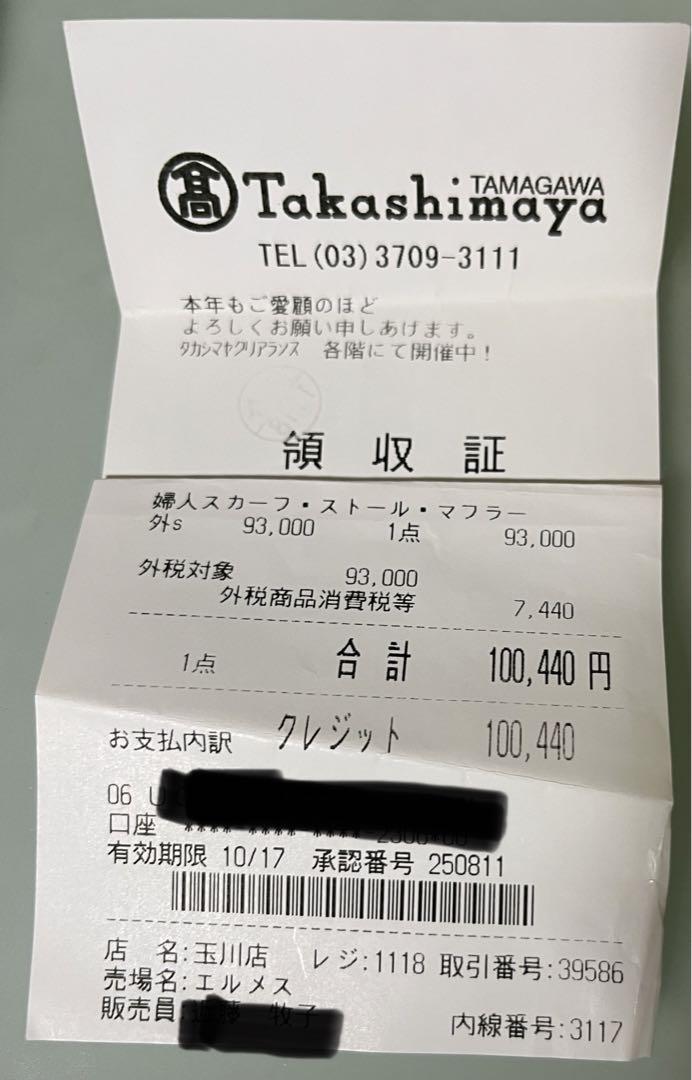 髙 Takashimaya TAMAGAWA
TEL(03)3709-3111
本年もご愛顧のほど
よろしくお願い申しあげます。
ﾀｶｼﾏﾔｸﾘｱﾗﾝｽ 各階にて開催中！
領収証
婦人スカーフ・ストール・マフラー
外s 93,000 1点 93,000
外税対象 93,000
外税商品消費税等 7,440
1点 合計 100,440円
お支払内訳 クレジット 100,440
06 U
口座
有効期限 10/17 承認番号 250811
店 名:玉川店 レジ:1118 取引番号:39586
売場名:エルメス
販売員:
内線番号:3117